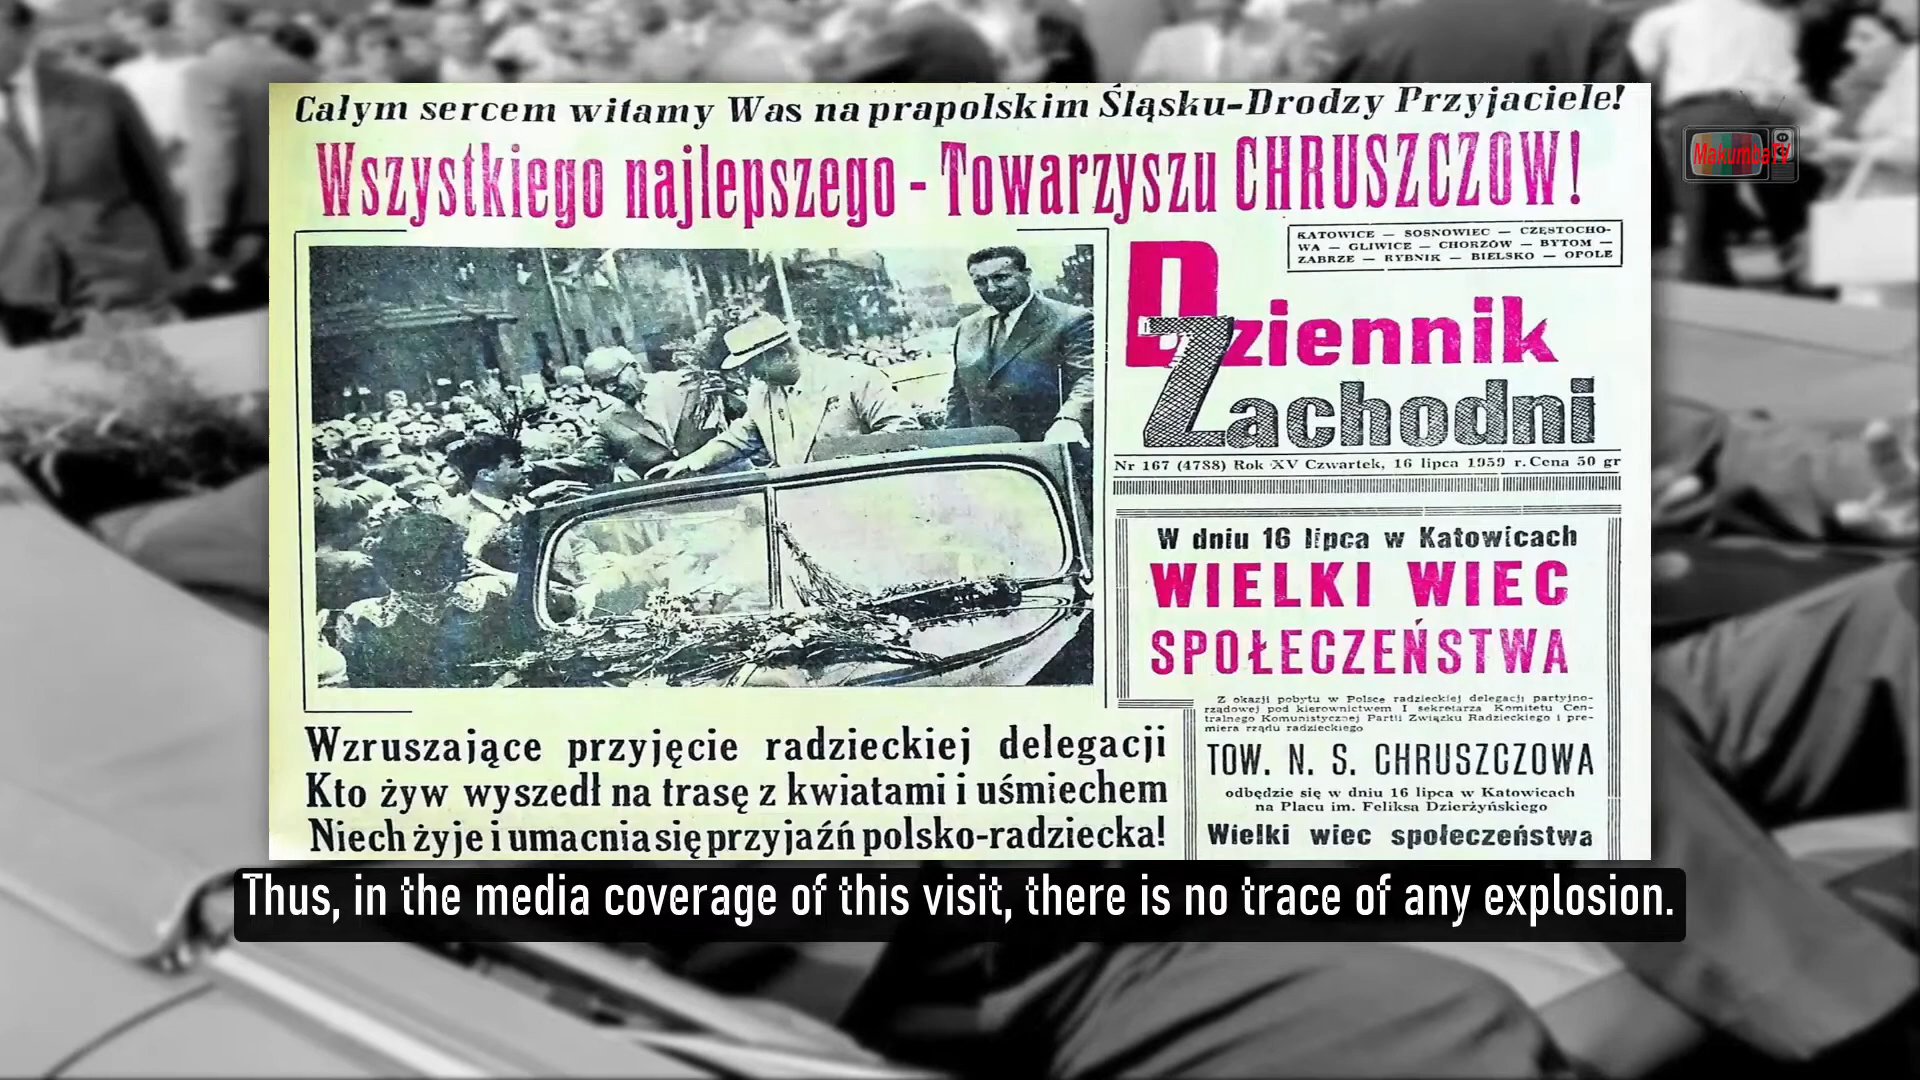 Całym sercem witamy Was na prapolskim Śląsku-Drodzy Przyjaciele!
Wszystkiego najlepszego - Towarzyszu CHRUSZCZOW!
MakumbaTV
KATOWICE — SOSNOWIEC — CZĘSTOCHO-
WA — GLIWICE — CHORZÓW — BYTOM —
ZABRZE — RYBNIK — BIELSKO — OPOLE
Dziennik
Zachodni
Nr 167 (4788) Rok XV Czwartek, 16 lipca 1959 r. Cena 50 gr
W dniu 16 lipca w Katowicach
WIELKI WIEC
SPOŁECZEŃSTWA
Z okazji pobytu w Polsce radzieckiej delegacji partyjno-
rządowej pod kierownictwem I sekretarza Komitetu Cen-
tralnego Komunistycznej Partii Związku Radzieckiego i pre-
miera rządu radzieckiego
TOW. N. S. CHRUSZCZOWA
odbędzie się w dniu 16 lipca w Katowicach
na Placu im. Feliksa Dzierżyńskiego
Wielki wiec społeczeństwa
Wzruszające przyjęcie radzieckiej delegacji
Kto żyw wyszedł na trasę z kwiatami i uśmiechem
Niech żyje i umacnia się przyjaźń polsko-radziecka!
Thus, in the media coverage of this visit, there is no trace of any explosion.